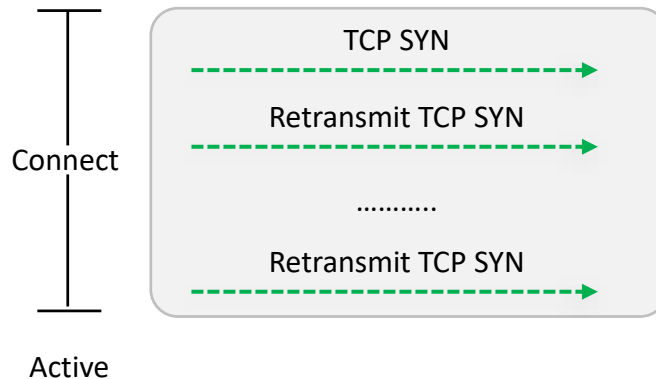 TCP SYN
Retransmit TCP SYN
Connect
...........
Retransmit TCP SYN
Active